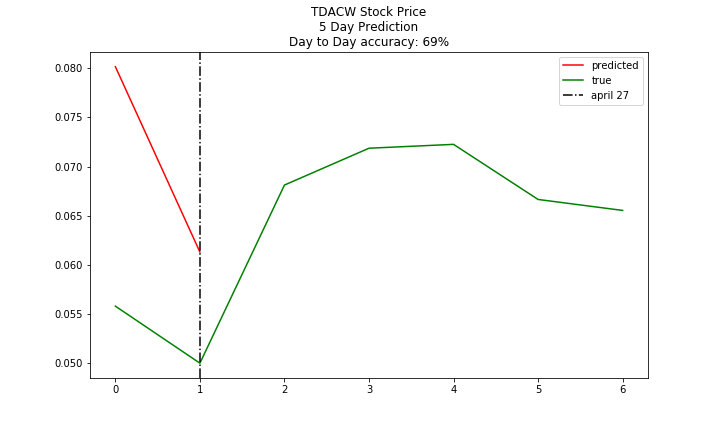 TDACW Stock Price
5 Day Prediction
Day to Day accuracy: 69%
predicted
true
april 27
0.080
0.075
0.070
0.065
0.060
0.055
0.050
0 1 2 3 4 5 6